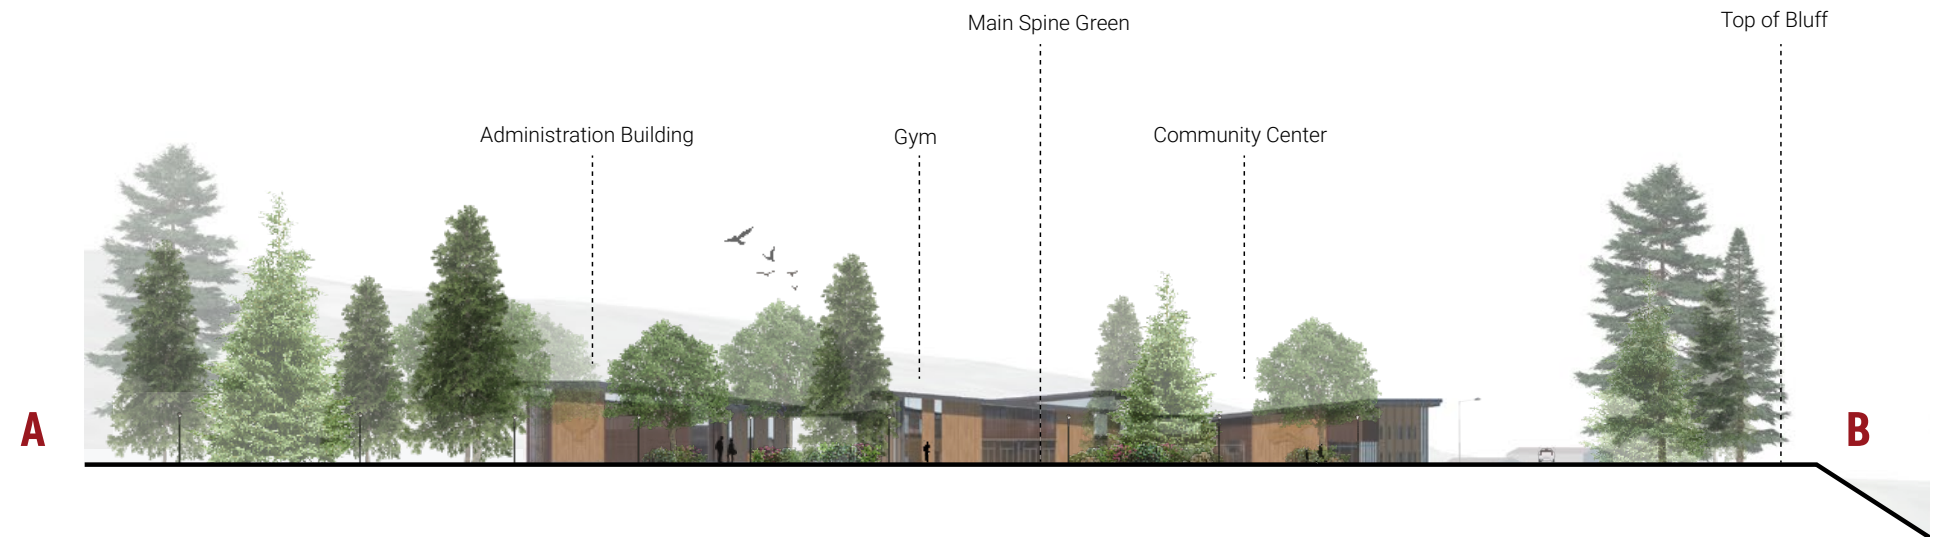 Main Spine Green
Top of Bluff
Administration Building
Gym
Community Center
A
B